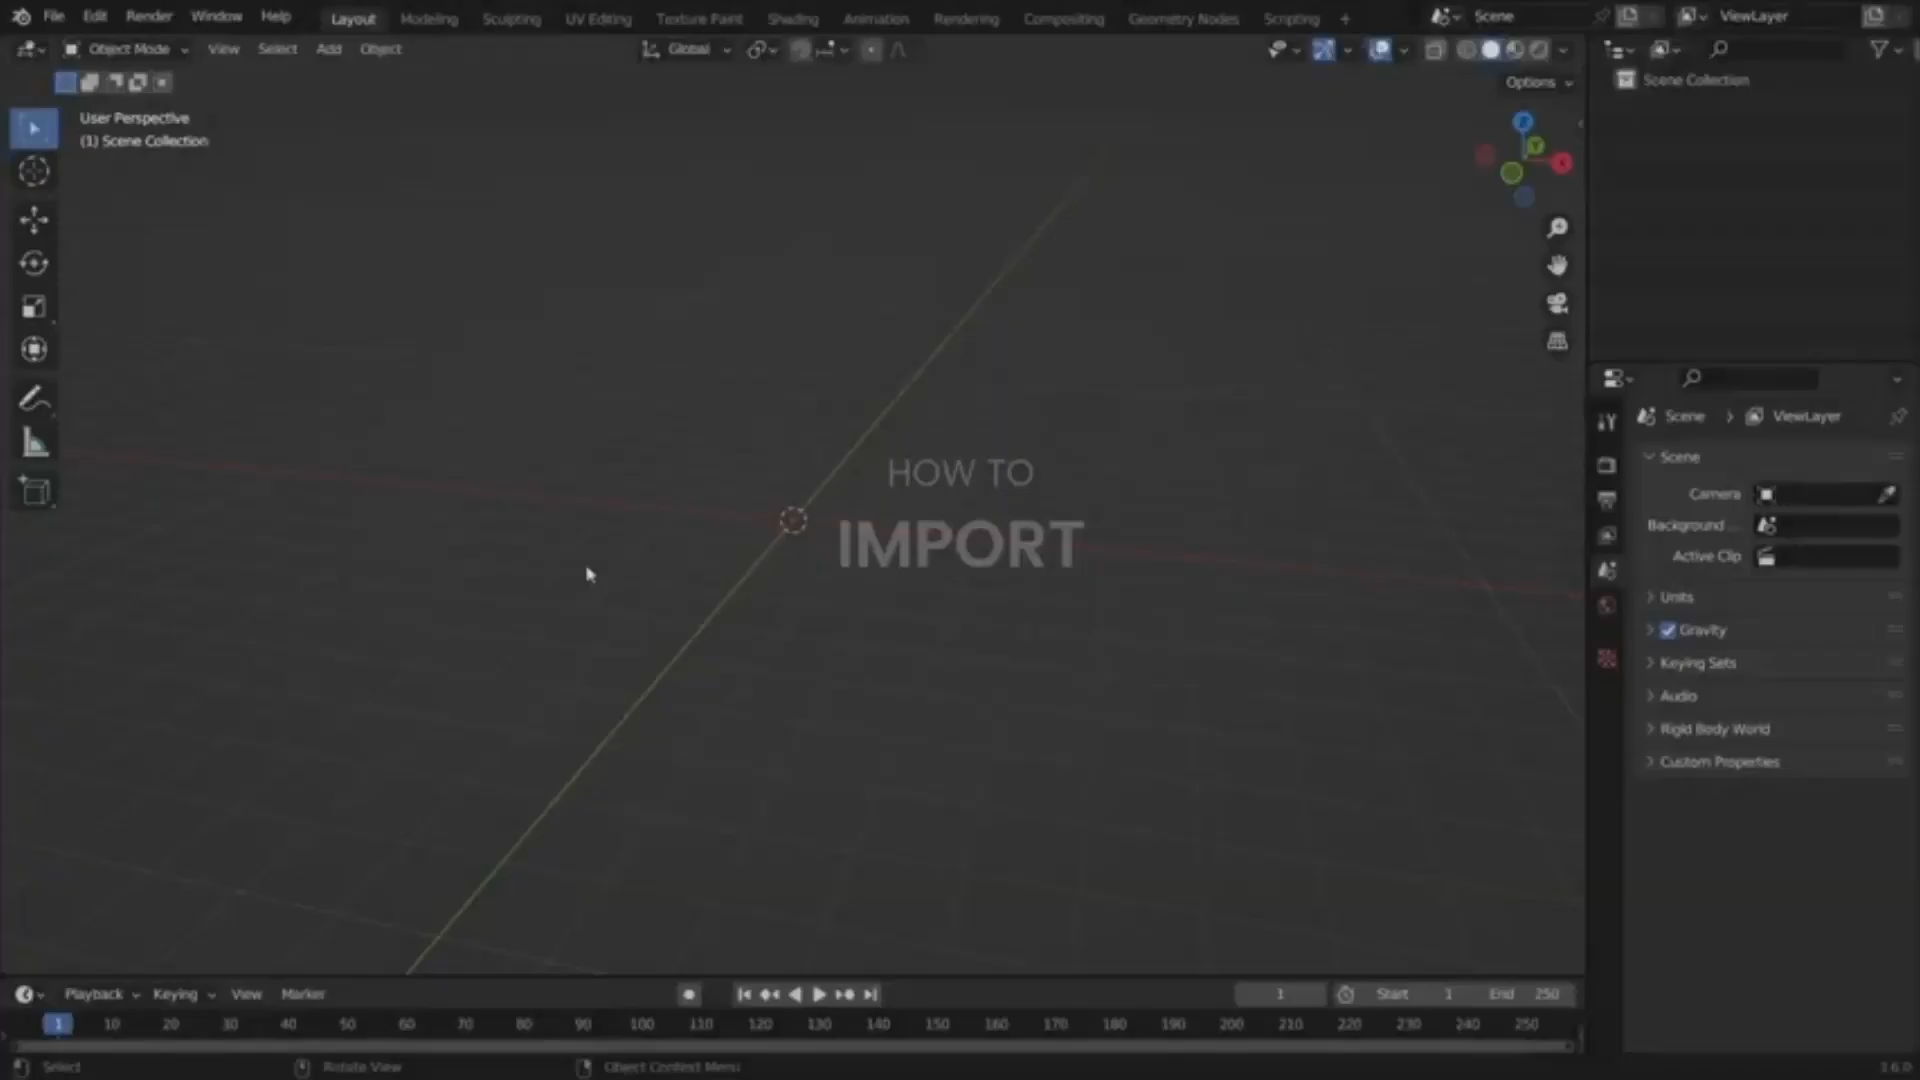 File Edit Render Window Help Layout Modeling Sculpting UV Editing Texture Paint Shading Animation Rendering Compositing Geometry Nodes Scripting + Scene ViewLayer
Object Mode View Select Add Object Global
Options
User Perspective
(1) Scene Collection
Scene Collection
HOW TO
IMPORT
Scene > ViewLayer
Scene
Camera
Background ...
Active Clip
Units
Gravity
Keying Sets
Audio
Rigid Body World
Custom Properties
Playback Keying View Marker 1 Start 1 End 250
1 10 20 30 40 50 60 70 80 90 100 110 120 130 140 150 160 170 180 190 200 210 220 230 240 250
Select Rotate View Object Context Menu 3.6.0